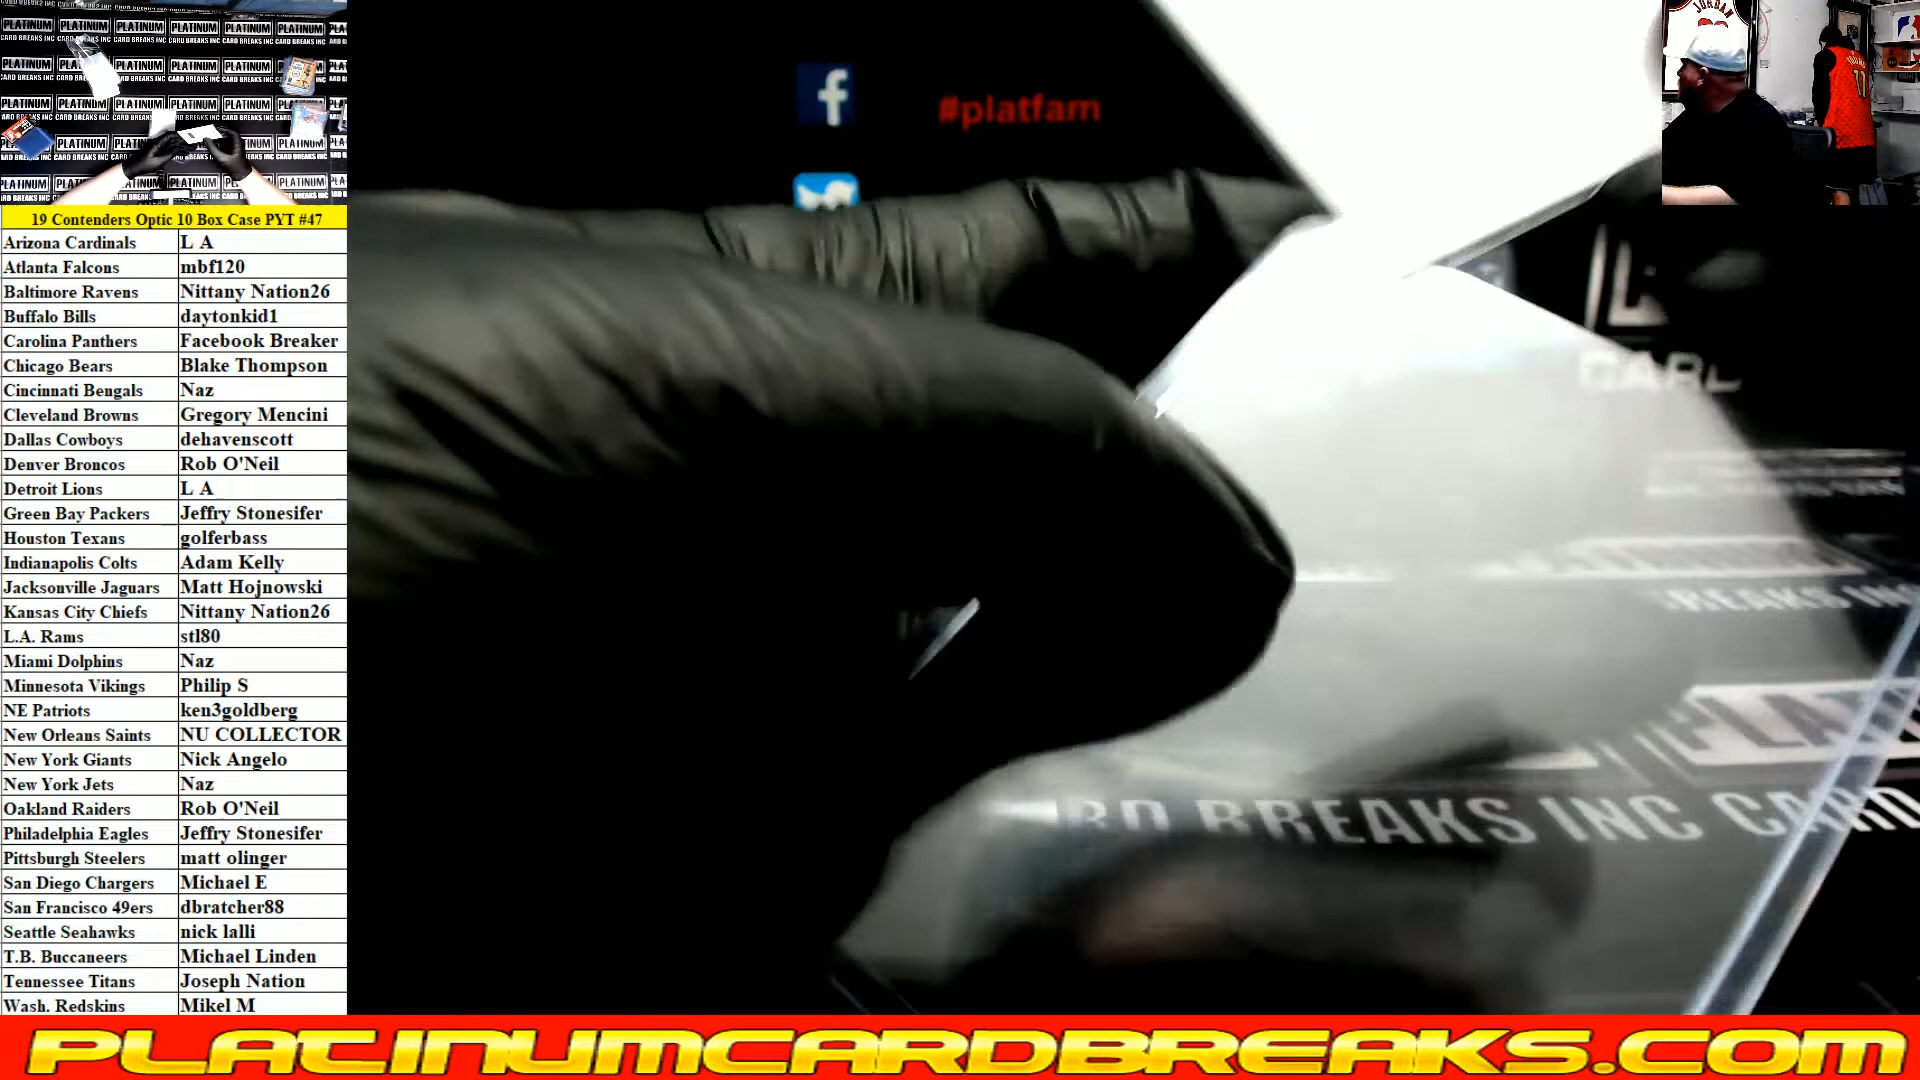 19 Contenders Optic 10 Box Case PYT #47
Arizona Cardinals L A
Atlanta Falcons mbf120
Baltimore Ravens Nittany Nation26
Buffalo Bills daytonkid1
Carolina Panthers Facebook Breaker
Chicago Bears Blake Thompson
Cincinnati Bengals Naz
Cleveland Browns Gregory Mencini
Dallas Cowboys dehavenscott
Denver Broncos Rob O'Neil
Detroit Lions L A
Green Bay Packers Jeffry Stonesifer
Houston Texans golferbass
Indianapolis Colts Adam Kelly
Jacksonville Jaguars Matt Hojnowski
Kansas City Chiefs Nittany Nation26
L.A. Rams stl80
Miami Dolphins Naz
Minnesota Vikings Philip S
NE Patriots ken3goldberg
New Orleans Saints NU COLLECTOR
New York Giants Nick Angelo
New York Jets Naz
Oakland Raiders Rob O'Neil
Philadelphia Eagles Jeffry Stonesifer
Pittsburgh Steelers matt olinger
San Diego Chargers Michael E
San Francisco 49ers dbratcher88
Seattle Seahawks nick lalli
T.B. Buccaneers Michael Linden
Tennessee Titans Joseph Nation
Wash. Redskins Mikel M
#platfam
BREAKS INC CARD
JORDAN
PLATINUMCARDBREAKS.COM